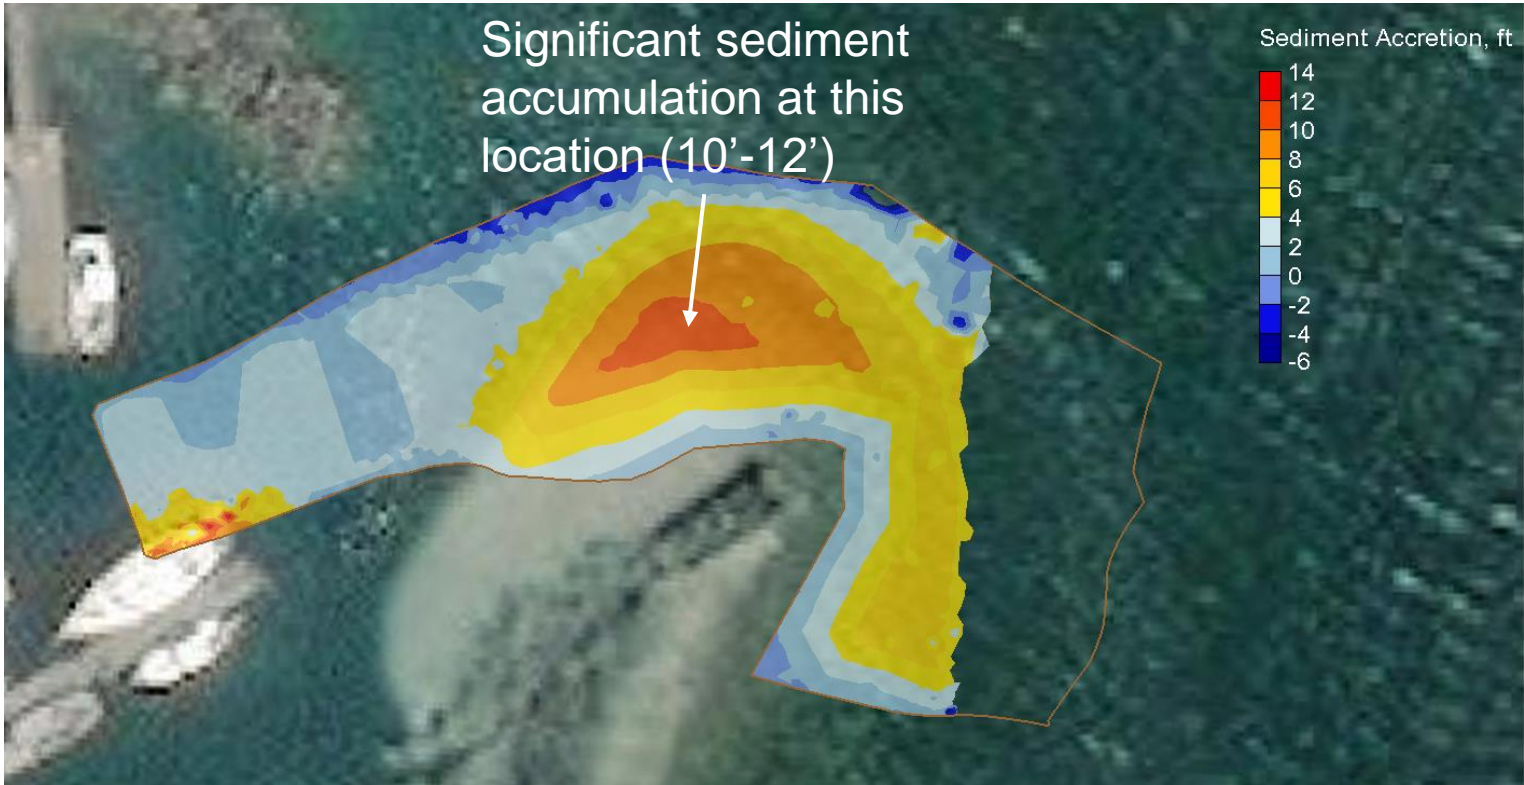 Significant sediment
accumulation at this
location (10’-12’)
Sediment Accretion, ft
14
12
10
8
6
4
2
0
-2
-4
-6